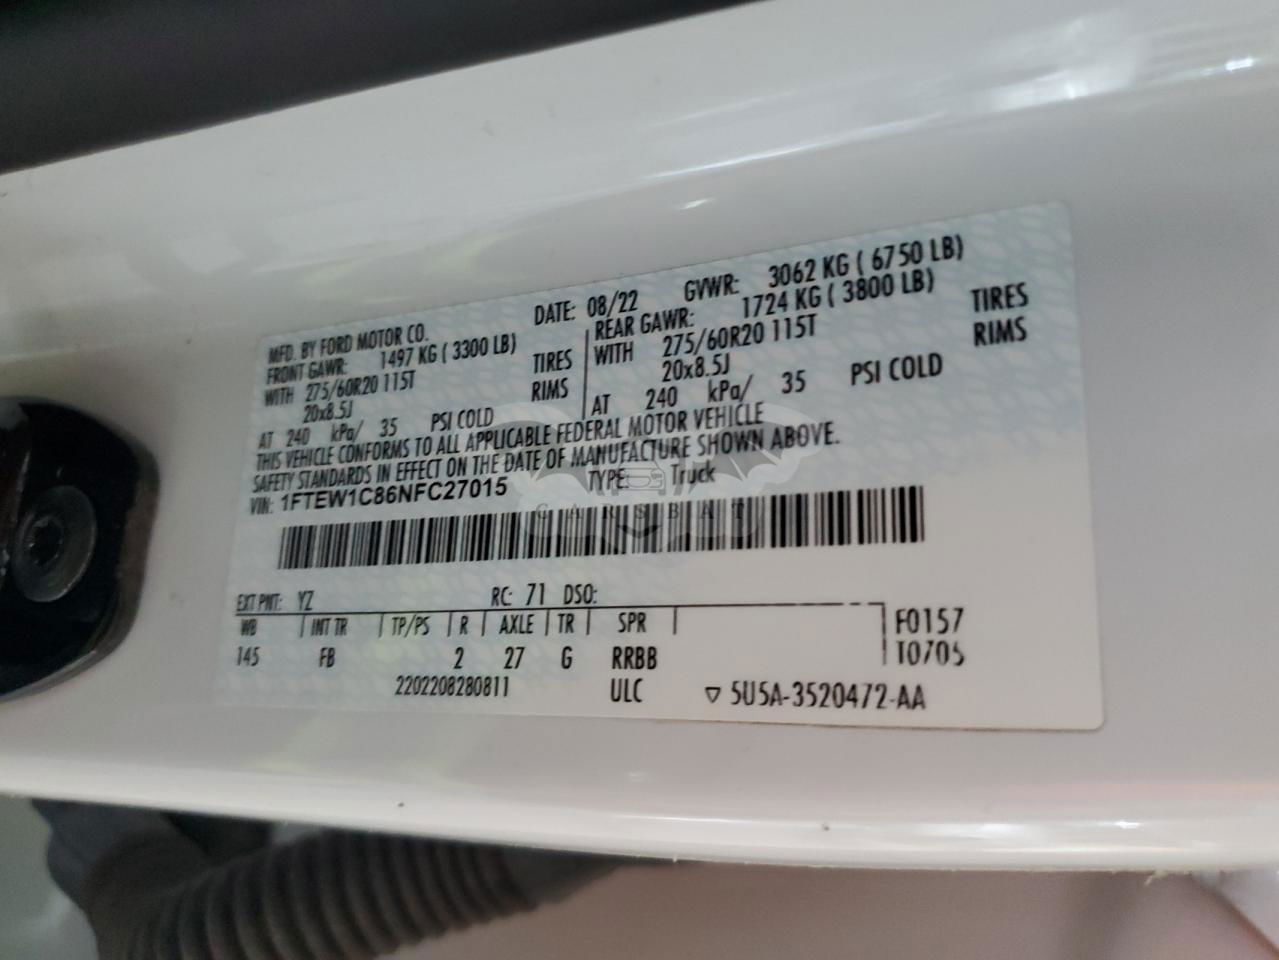 MFD. BY FORD MOTOR CO.
DATE: 08/22
GVWR: 3062 KG ( 6750 LB)
FRONT GAWR: 1497 KG ( 3300 LB)
WITH 275/60R20 115T TIRES
20x8.5J RIMS
AT 240 kPa/ 35 PSI COLD
REAR GAWR: 1724 KG ( 3800 LB)
WITH 275/60R20 115T TIRES
20x8.5J RIMS
AT 240 kPa/ 35 PSI COLD
THIS VEHICLE CONFORMS TO ALL APPLICABLE FEDERAL MOTOR VEHICLE
SAFETY STANDARDS IN EFFECT ON THE DATE OF MANUFACTURE SHOWN ABOVE.
VIN: 1FTEW1C86NFC27015 TYPE: Truck
CARSBAT
EXT PNT: YZ RC: 71 DSO:
WB INT TR TP/PS R AXLE TR SPR F0157
145 FB 2 27 G RRBB T0705
2202208280811 ULC ▽ 5U5A-3520472-AA